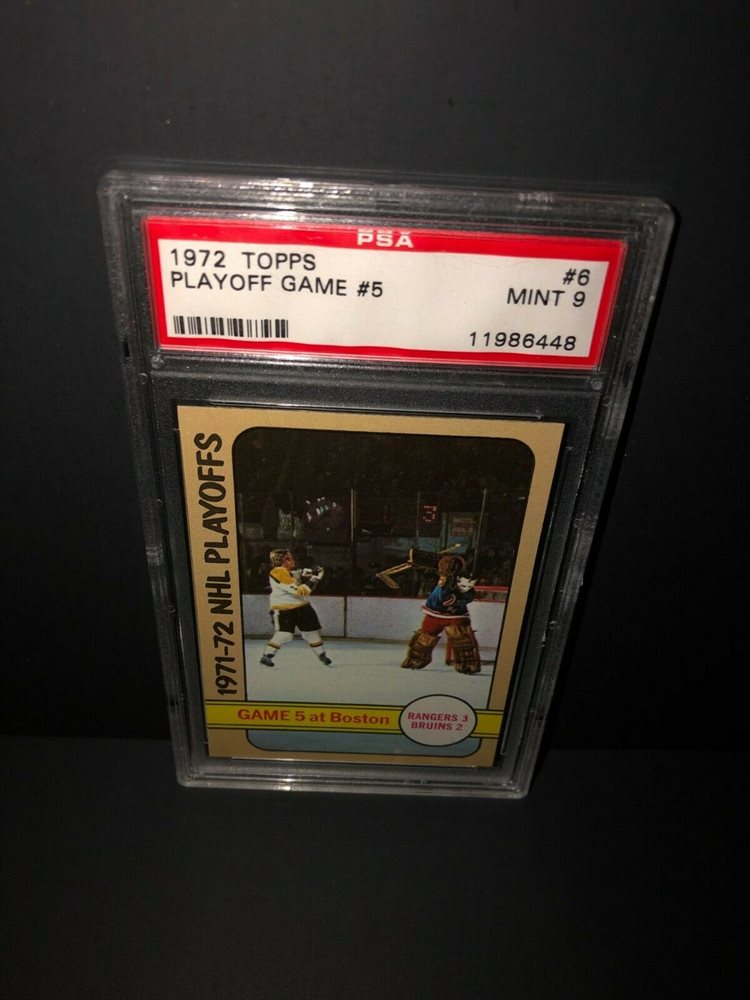 PSA
1972 TOPPS #6
PLAYOFF GAME #5 MINT 9
11986448
1971-72 NHL PLAYOFFS
GAME 5 at Boston
RANGERS 3
BRUINS 2